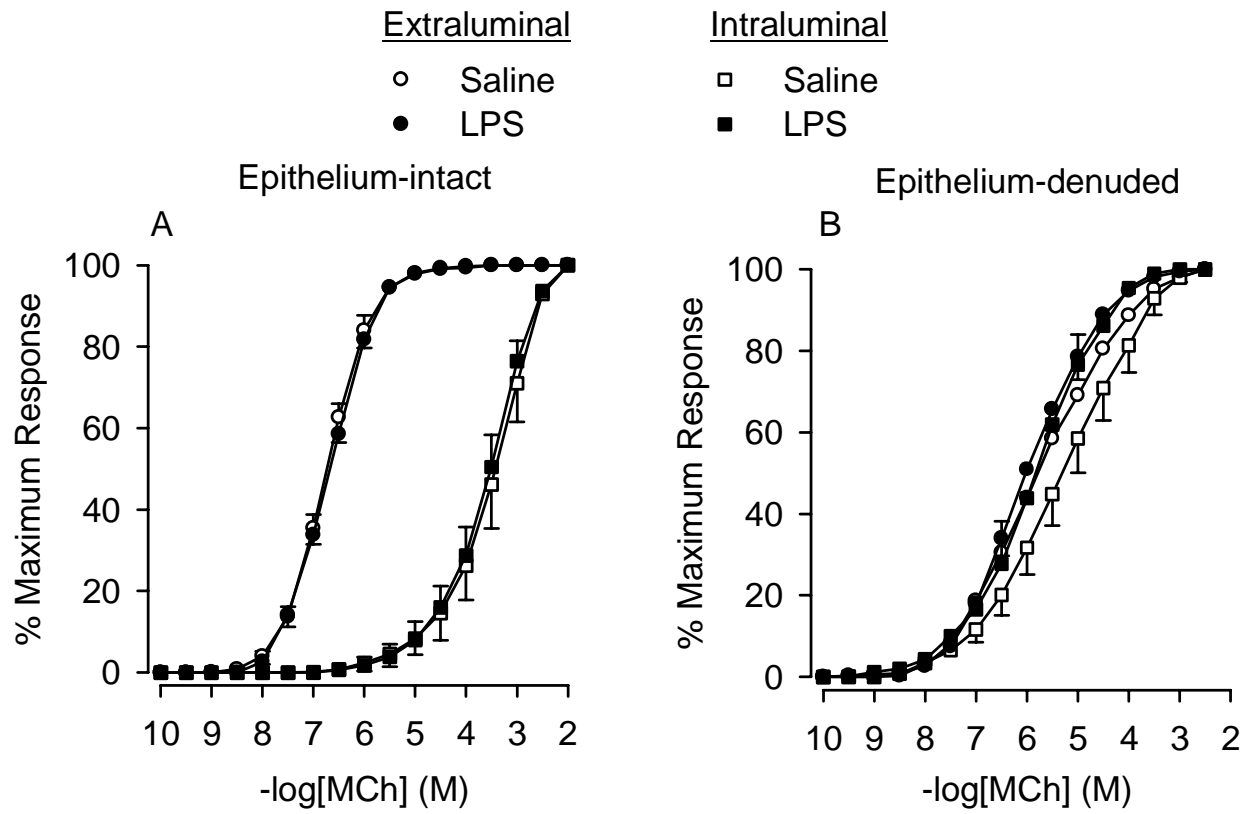 Extraluminal Intraluminal
Saline Saline
LPS LPS
Epithelium-intact Epithelium-denuded
A B
100
80
60
40
20
0
% Maximum Response
10 9 8 7 6 5 4 3 2
-log[MCh] (M)
100
80
60
40
20
0
% Maximum Response
10 9 8 7 6 5 4 3 2
-log[MCh] (M)